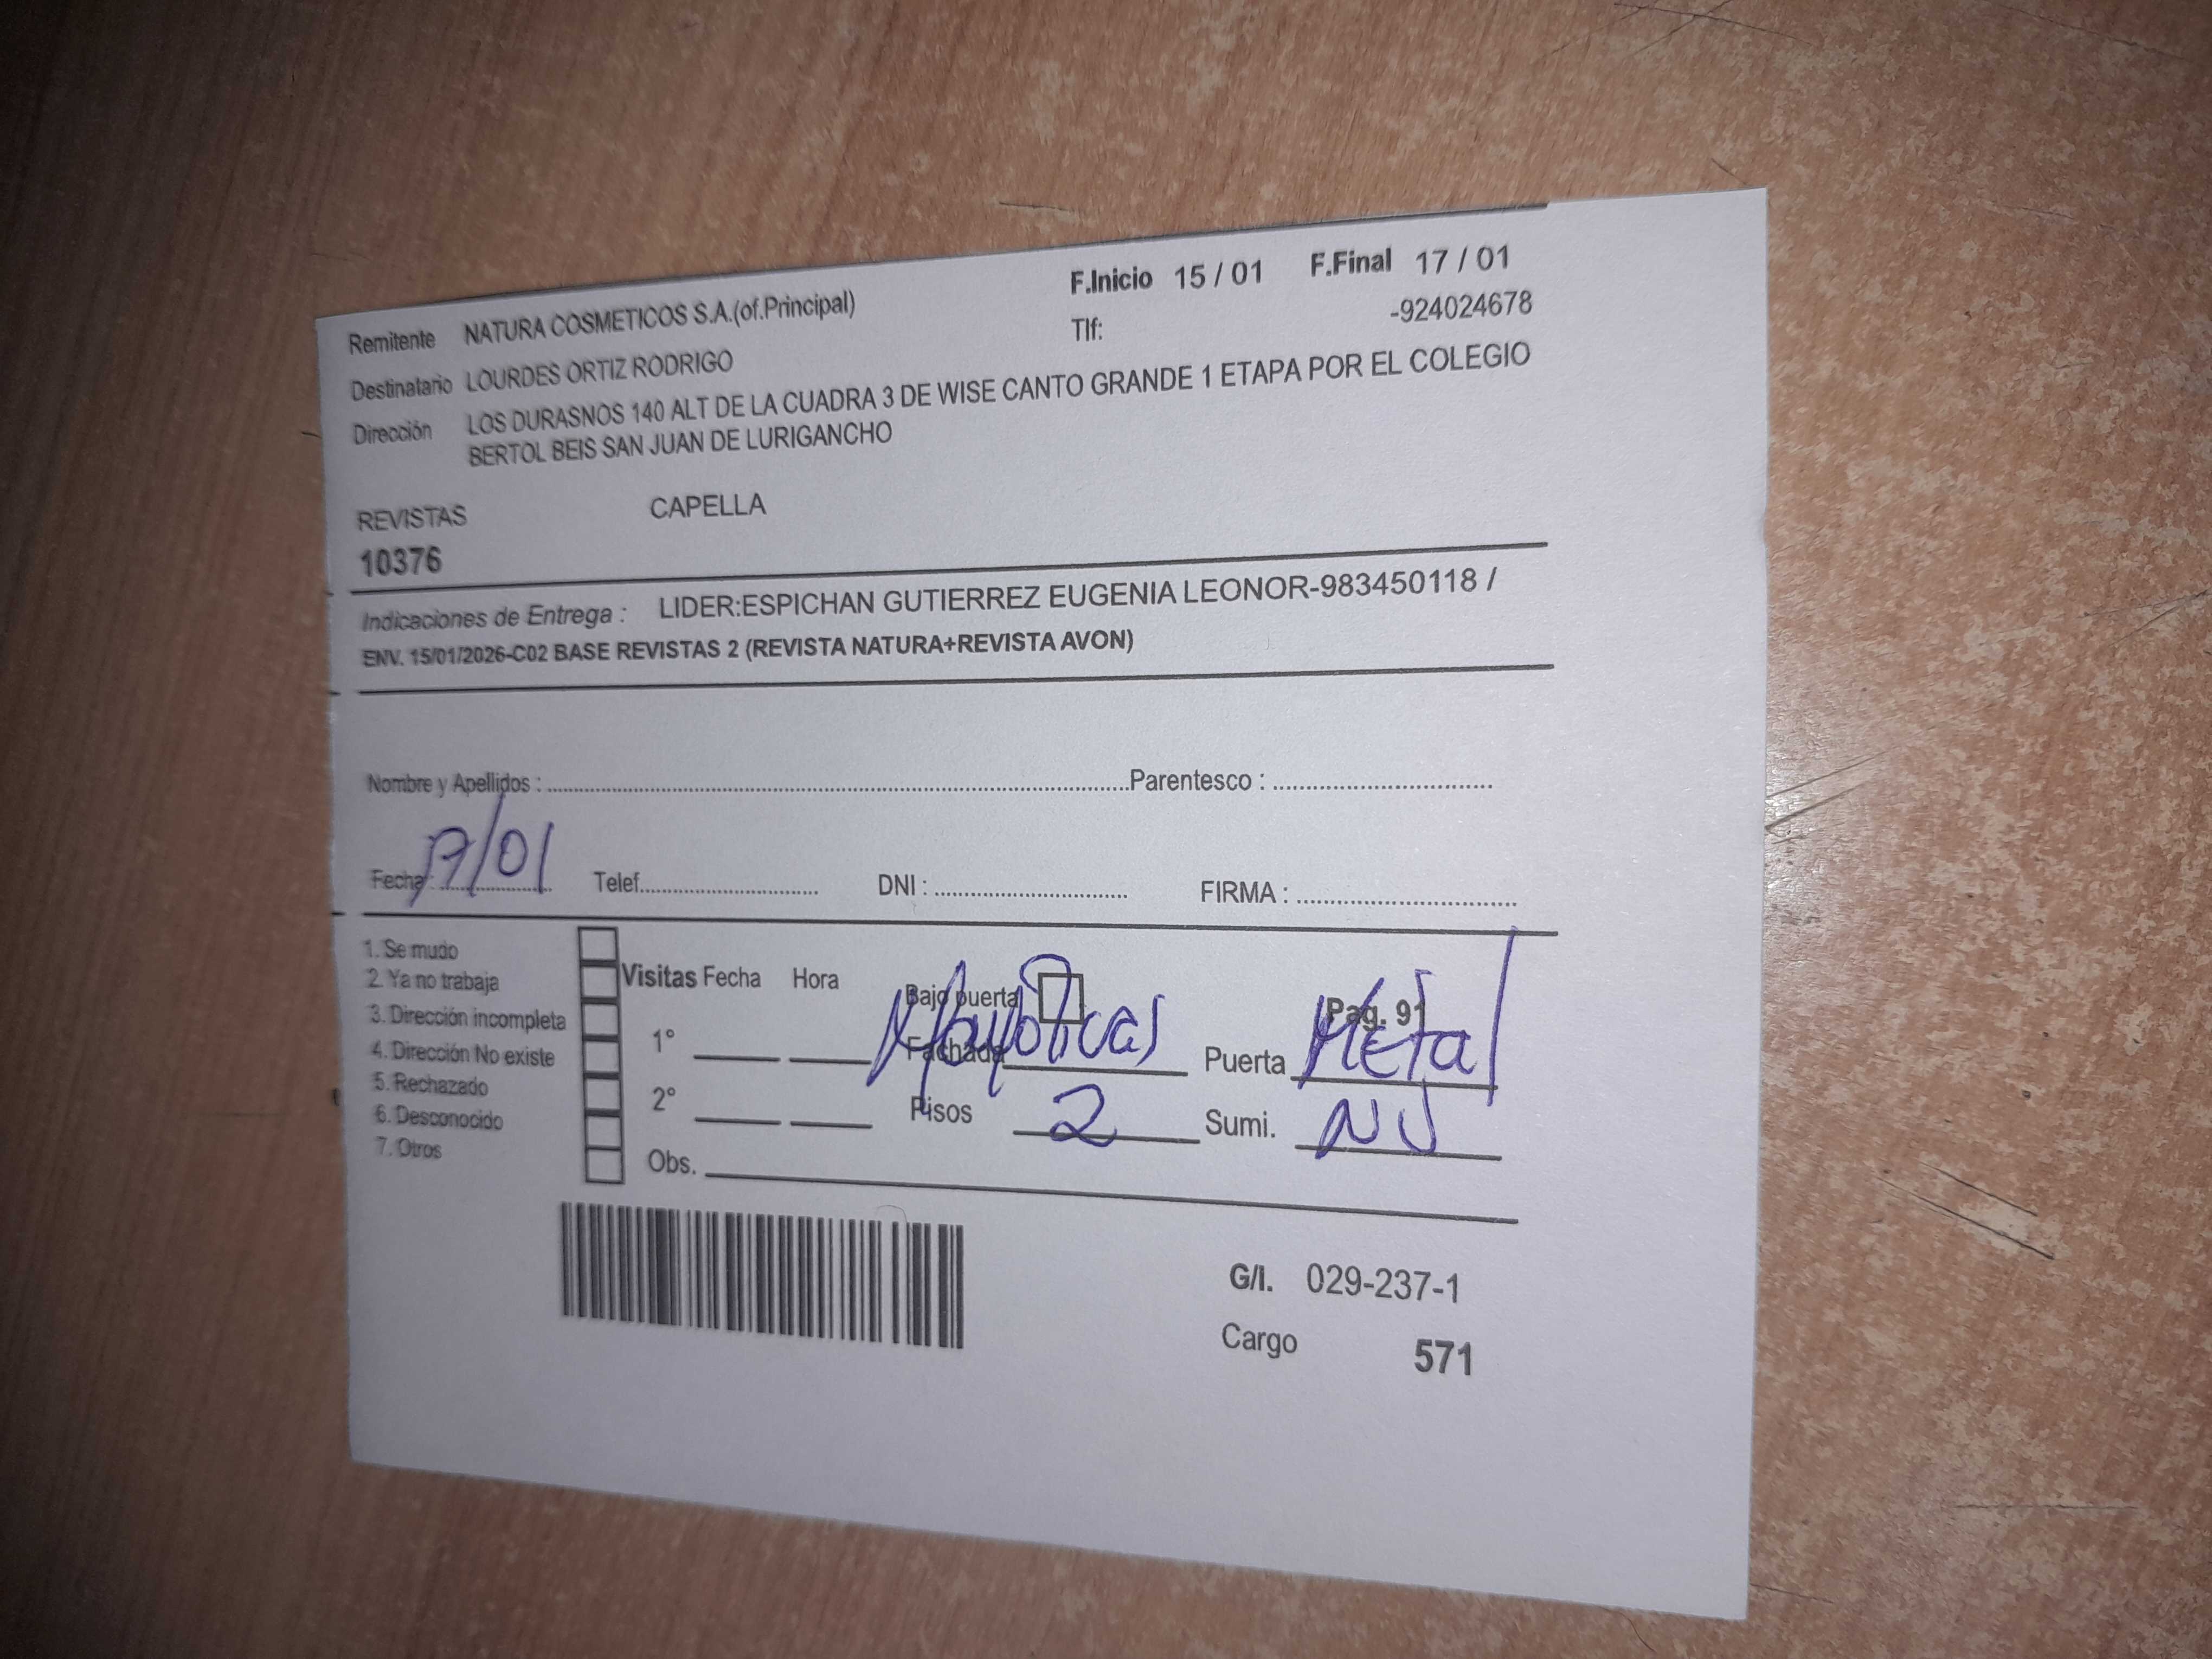 F.Inicio 15 / 01 F.Final 17 / 01
Remitente NATURA COSMETICOS S.A.(of.Principal)
Tlf: -924024678
Destinatario LOURDES ORTIZ RODRIGO
Dirección LOS DURASNOS 140 ALT DE LA CUADRA 3 DE WISE CANTO GRANDE 1 ETAPA POR EL COLEGIO
BERTOL BEIS SAN JUAN DE LURIGANCHO
REVISTAS CAPELLA
10376
Indicaciones de Entrega : LIDER:ESPICHAN GUTIERREZ EUGENIA LEONOR-983450118 /
ENV. 15/01/2026-C02 BASE REVISTAS 2 (REVISTA NATURA+REVISTA AVON)
Nombre y Apellidos : Parentesco :
Fecha : 17/01 Telef. DNI : FIRMA :
1. Se mudo
2. Ya no trabaja
3. Dirección incompleta
4. Dirección No existe
5. Rechazado
6. Desconocido
7. Otros
Visitas Fecha Hora
1°
2°
Obs.
Bajo puerta Pag. 91
Fachada Puerta Metal
Pisos 2 Sumi. NJ
G/I. 029-237-1
Cargo 571